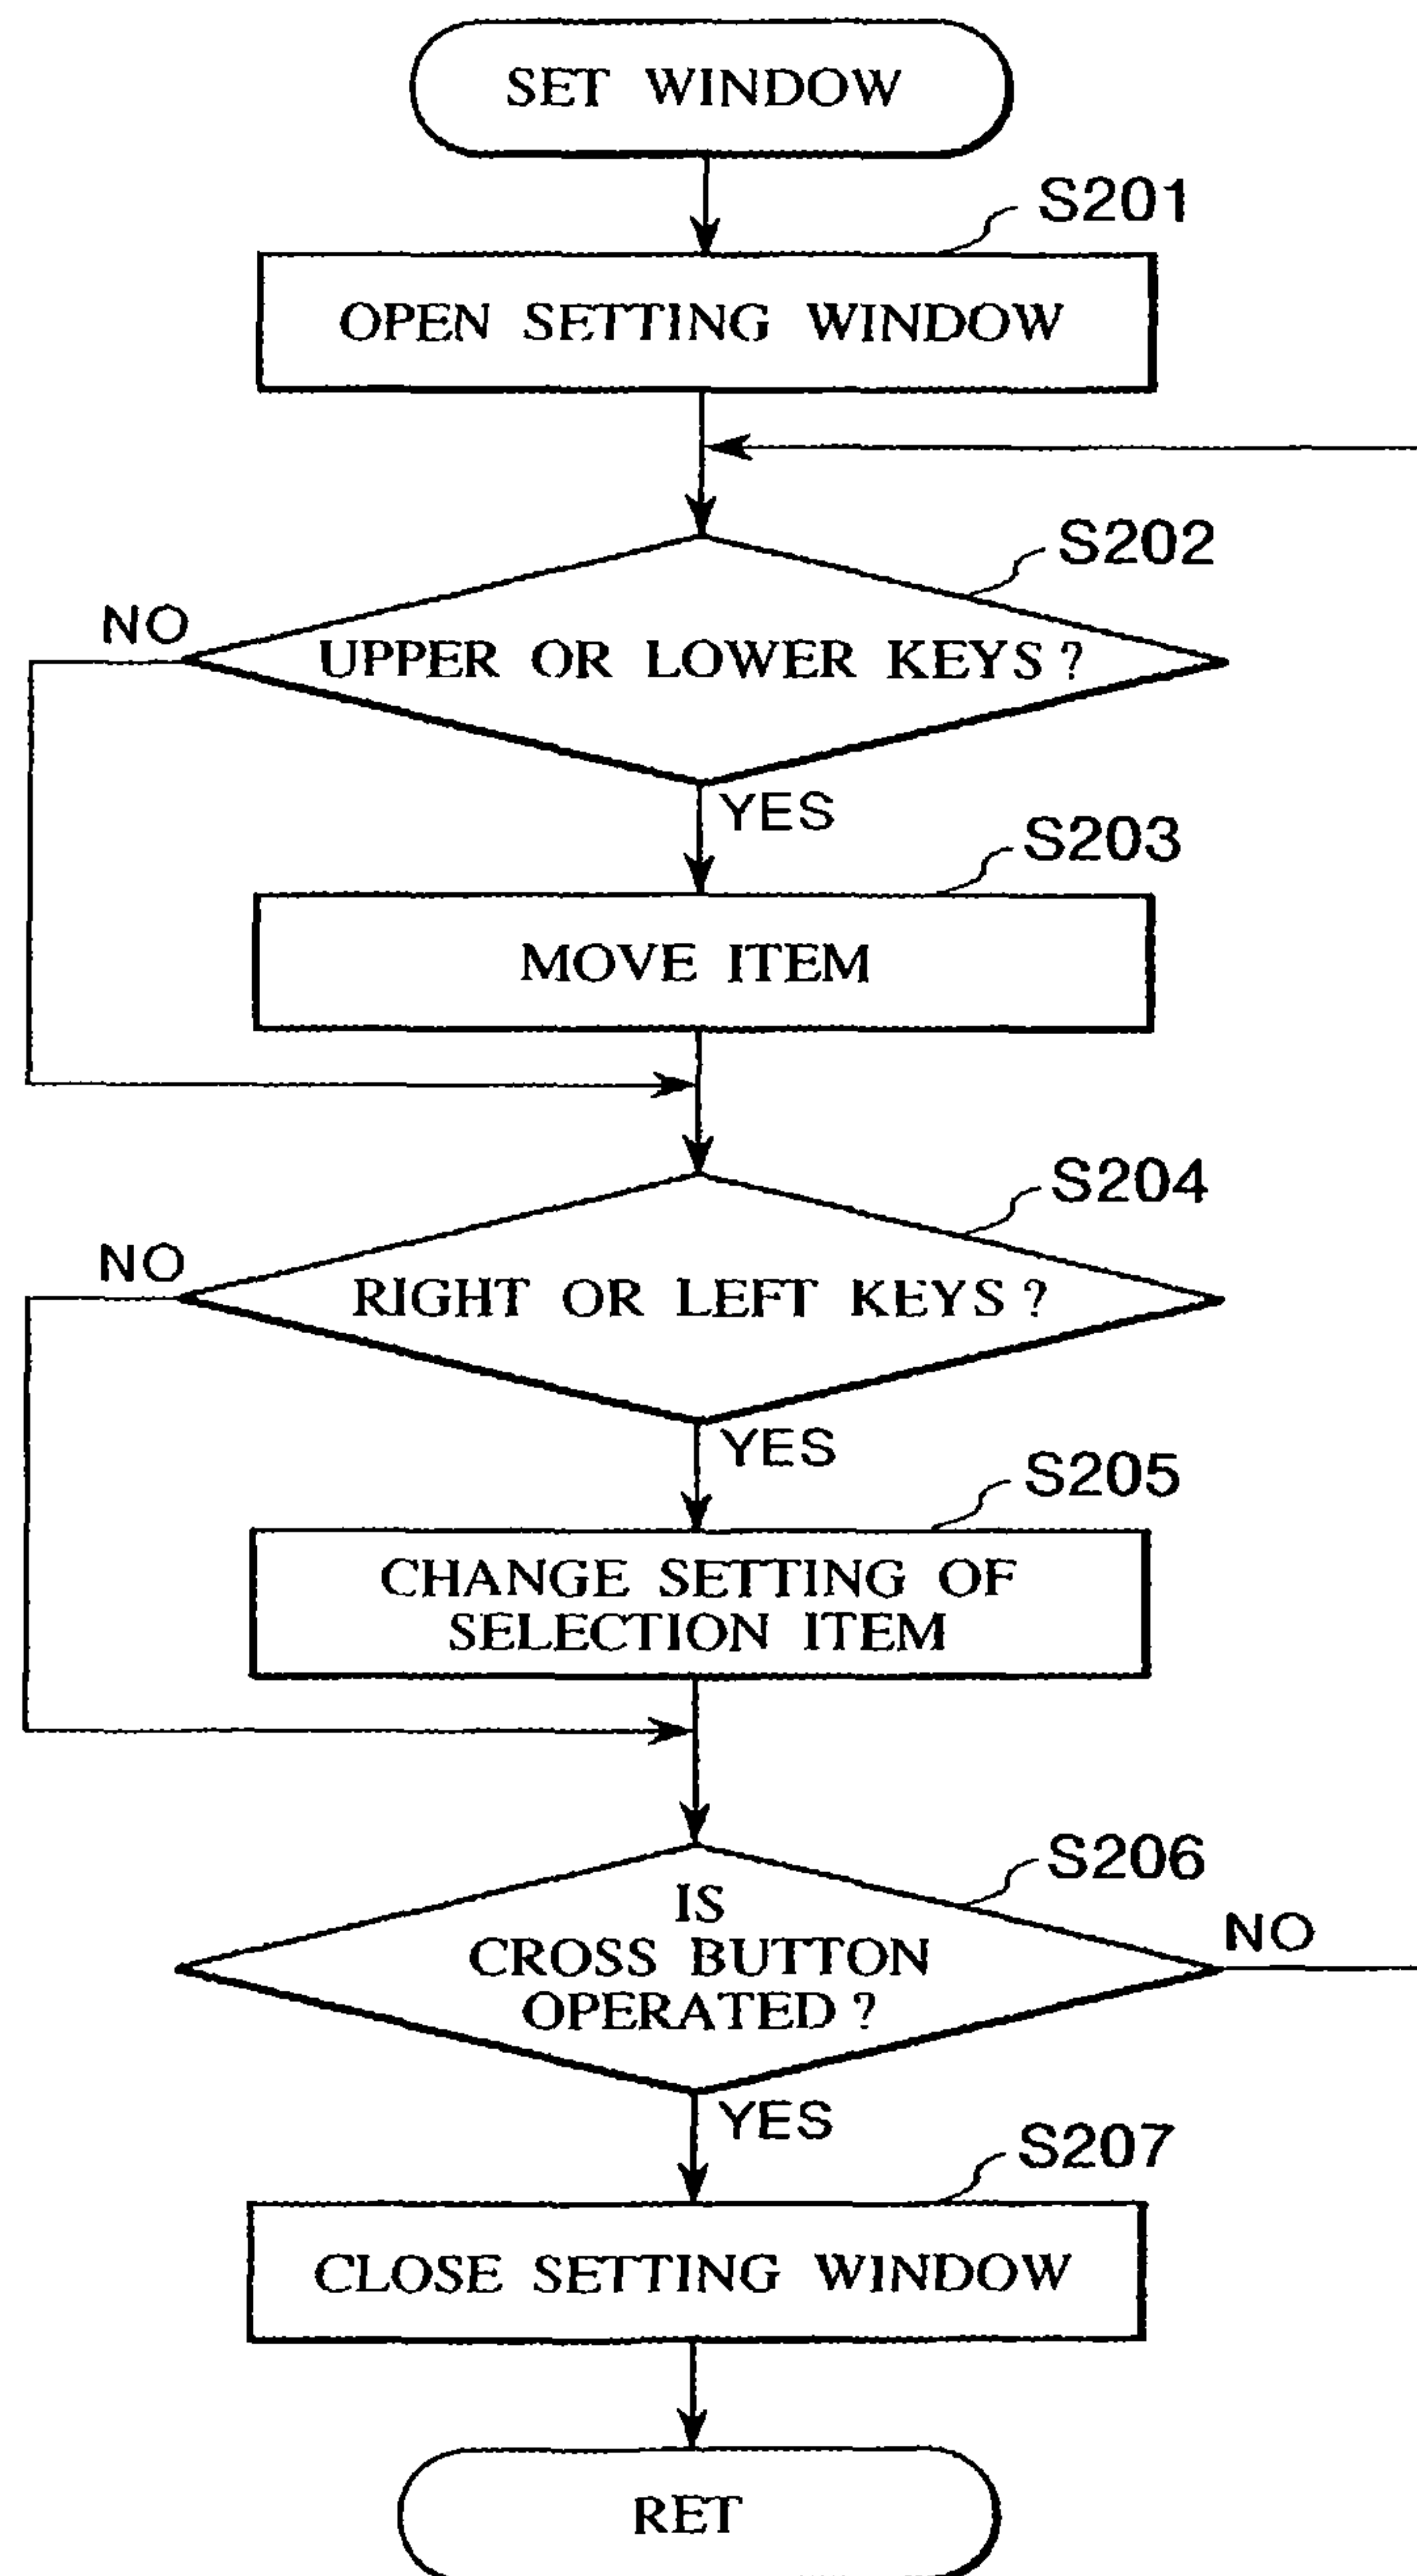 SET WINDOW
S201
OPEN SETTING WINDOW
S202
NO
UPPER OR LOWER KEYS ?
YES
S203
MOVE ITEM
S204
NO
RIGHT OR LEFT KEYS ?
YES
S205
CHANGE SETTING OF
SELECTION ITEM
S206
IS
CROSS BUTTON
OPERATED ?
NO
YES
S207
CLOSE SETTING WINDOW
RET